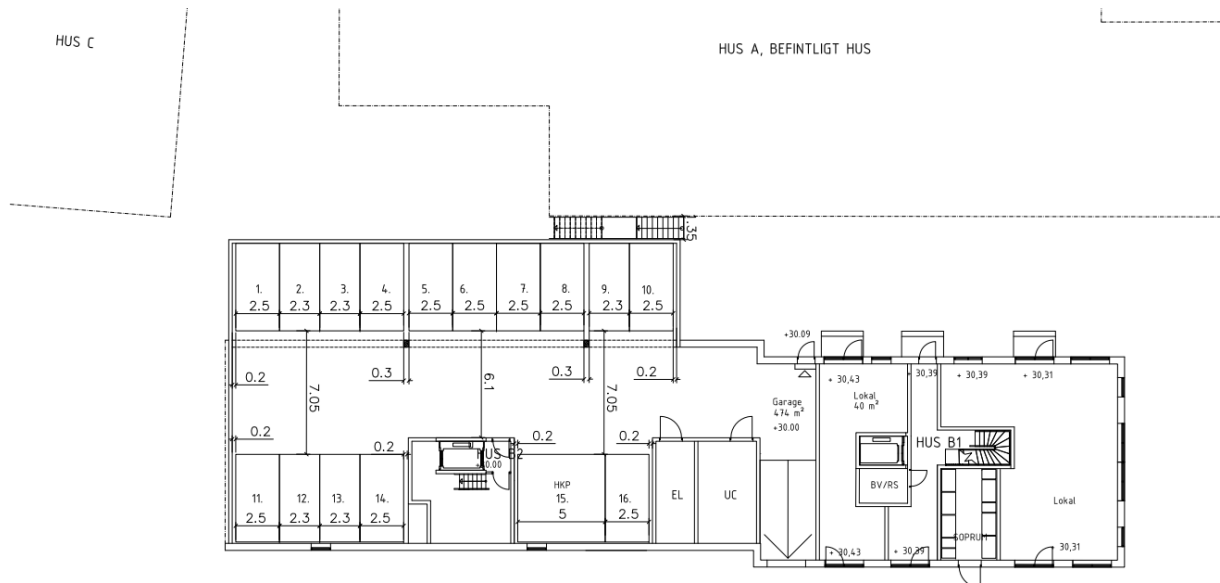 HUS C
HUS A, BEFINTLIGT HUS
.35
1. 2. 3. 4. 5. 6. 7. 8. 9. 10.
2.5 2.3 2.3 2.5 2.5 2.5 2.5 2.5 2.3 2.5
+30.09
0.2 0.3 0.3 0.2
7.05 6.1 7.05
+ 30,43 + 30,39 + 30,39 + 30,31
Garage
474 m²
+30.00
Lokal
40 m²
0.2 0.2 0.2 0.2
HUS B2
HUS B1
HKP
BV/RS
11. 12. 13. 14. 15. 16.
2.5 2.3 2.3 2.5 5 2.5
EL UC
Lokal
SOPRUM
+ 30,43 + 30,39 30,31